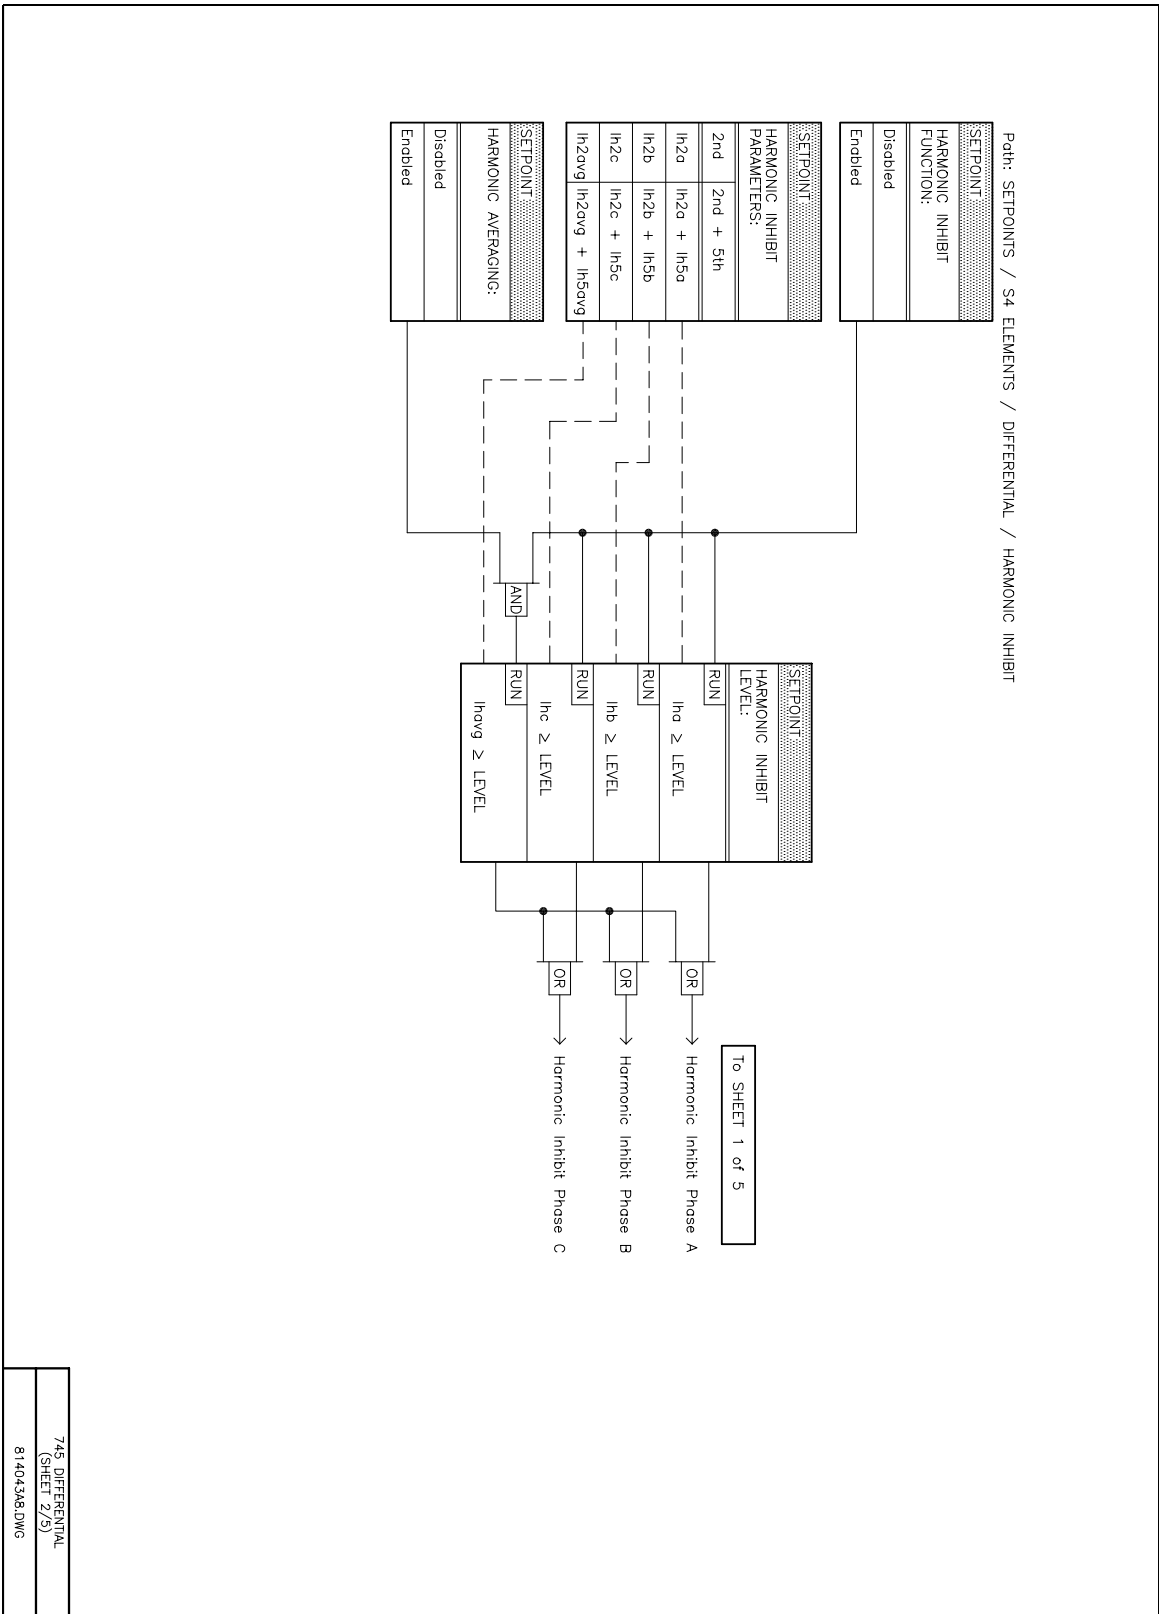 Path: SETPOINTS / S4 ELEMENTS / DIFFERENTIAL / HARMONIC INHIBIT
SETPOINT
HARMONIC INHIBIT
FUNCTION:
Disabled
Enabled
SETPOINT
HARMONIC INHIBIT
PARAMETERS:
2nd 2nd + 5th
Ih2a Ih2a + Ih5a
Ih2b Ih2b + Ih5b
Ih2c Ih2c + Ih5c
Ih2avg Ih2avg + Ih5avg
SETPOINT
HARMONIC AVERAGING:
Disabled
Enabled
AND
SETPOINT
HARMONIC INHIBIT
LEVEL:
RUN
Iha ≥ LEVEL
RUN
Ihb ≥ LEVEL
RUN
Ihc ≥ LEVEL
RUN
Ihavg ≥ LEVEL
OR
OR
OR
To SHEET 1 of 5
Harmonic Inhibit Phase A
Harmonic Inhibit Phase B
Harmonic Inhibit Phase C
745 DIFFERENTIAL
(SHEET 2/5)
814043A8.DWG